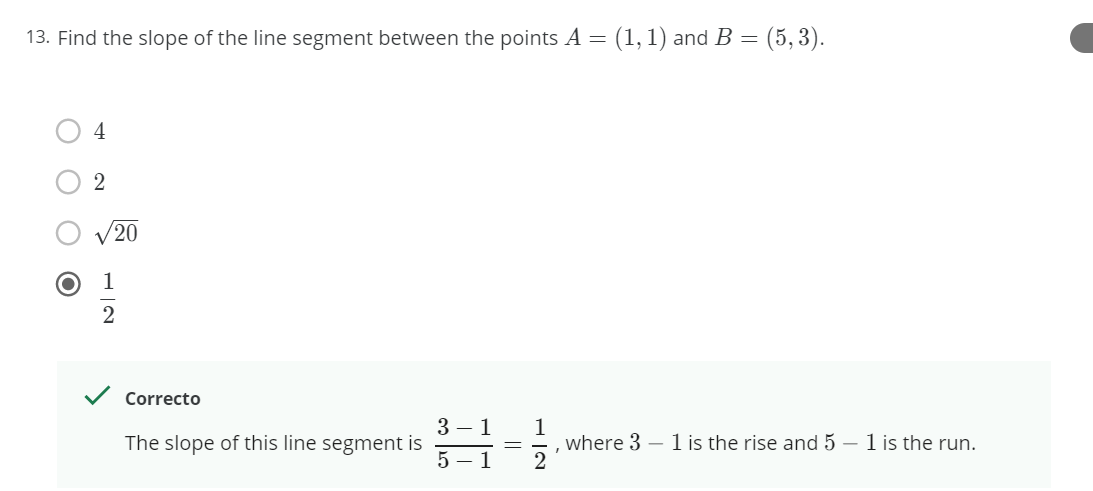 13. Find the slope of the line segment between the points A = (1, 1) and B = (5, 3).
4
2
√20
1/2
Correcto
The slope of this line segment is (3 − 1)/(5 − 1) = 1/2, where 3 − 1 is the rise and 5 − 1 is the run.